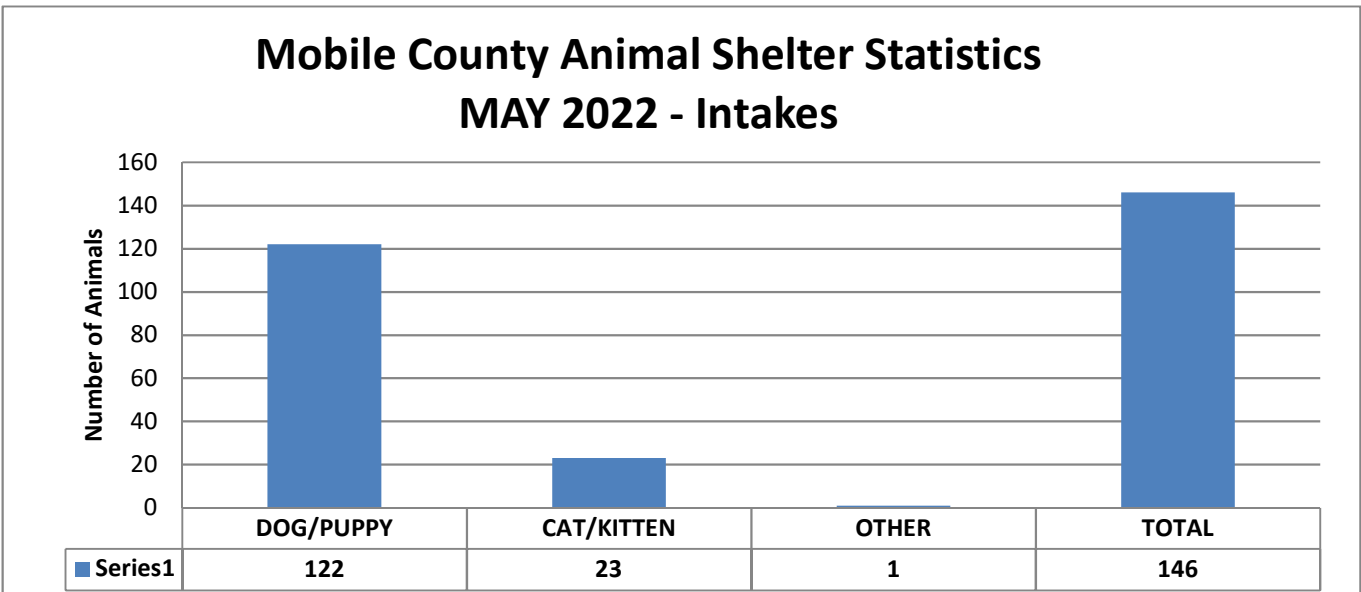 Mobile County Animal Shelter Statistics
MAY 2022 - Intakes
Number of Animals
160
140
120
100
80
60
40
20
0
DOG/PUPPY CAT/KITTEN OTHER TOTAL
Series1 122 23 1 146